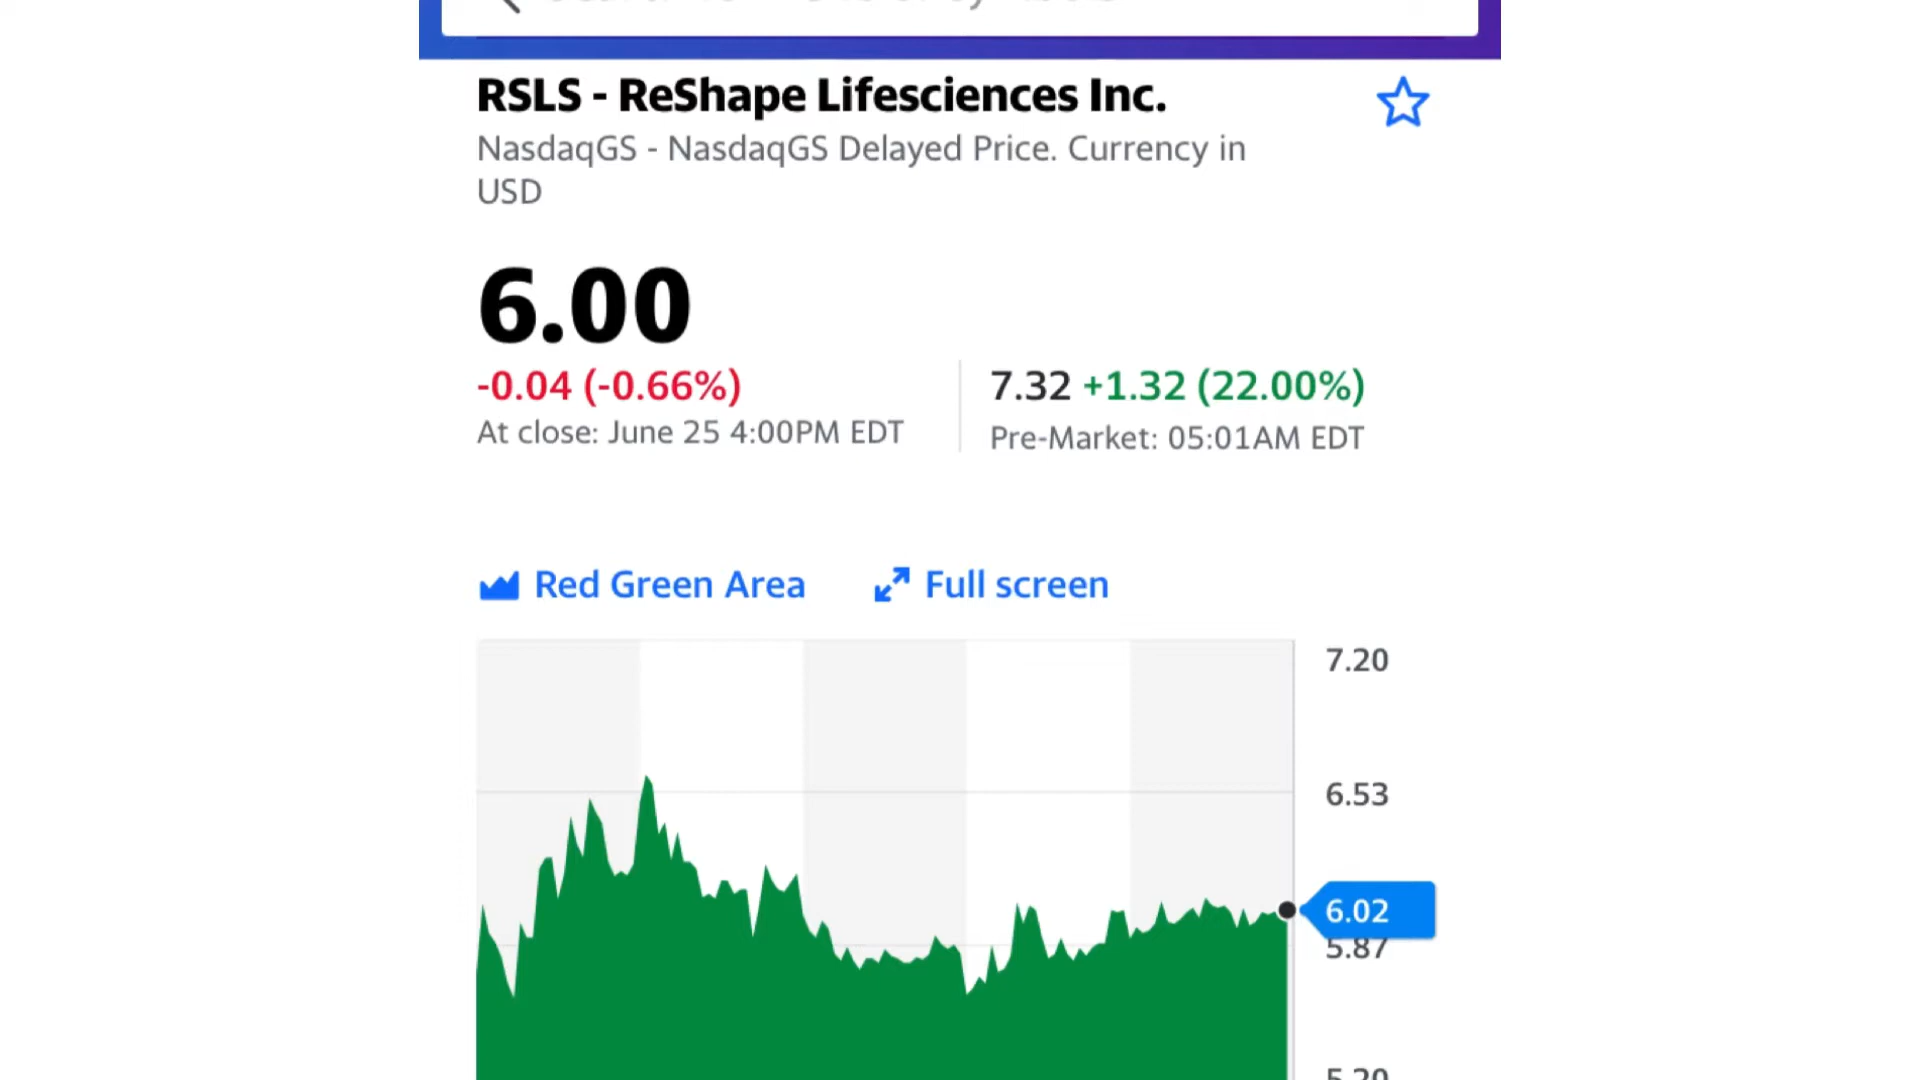 RSLS - ReShape Lifesciences Inc.
NasdaqGS - NasdaqGS Delayed Price. Currency in
USD
6.00
-0.04 (-0.66%)
At close: June 25 4:00PM EDT
7.32 +1.32 (22.00%)
Pre-Market: 05:01AM EDT
Red Green Area
Full screen
7.20
6.53
6.02
5.87
5.20